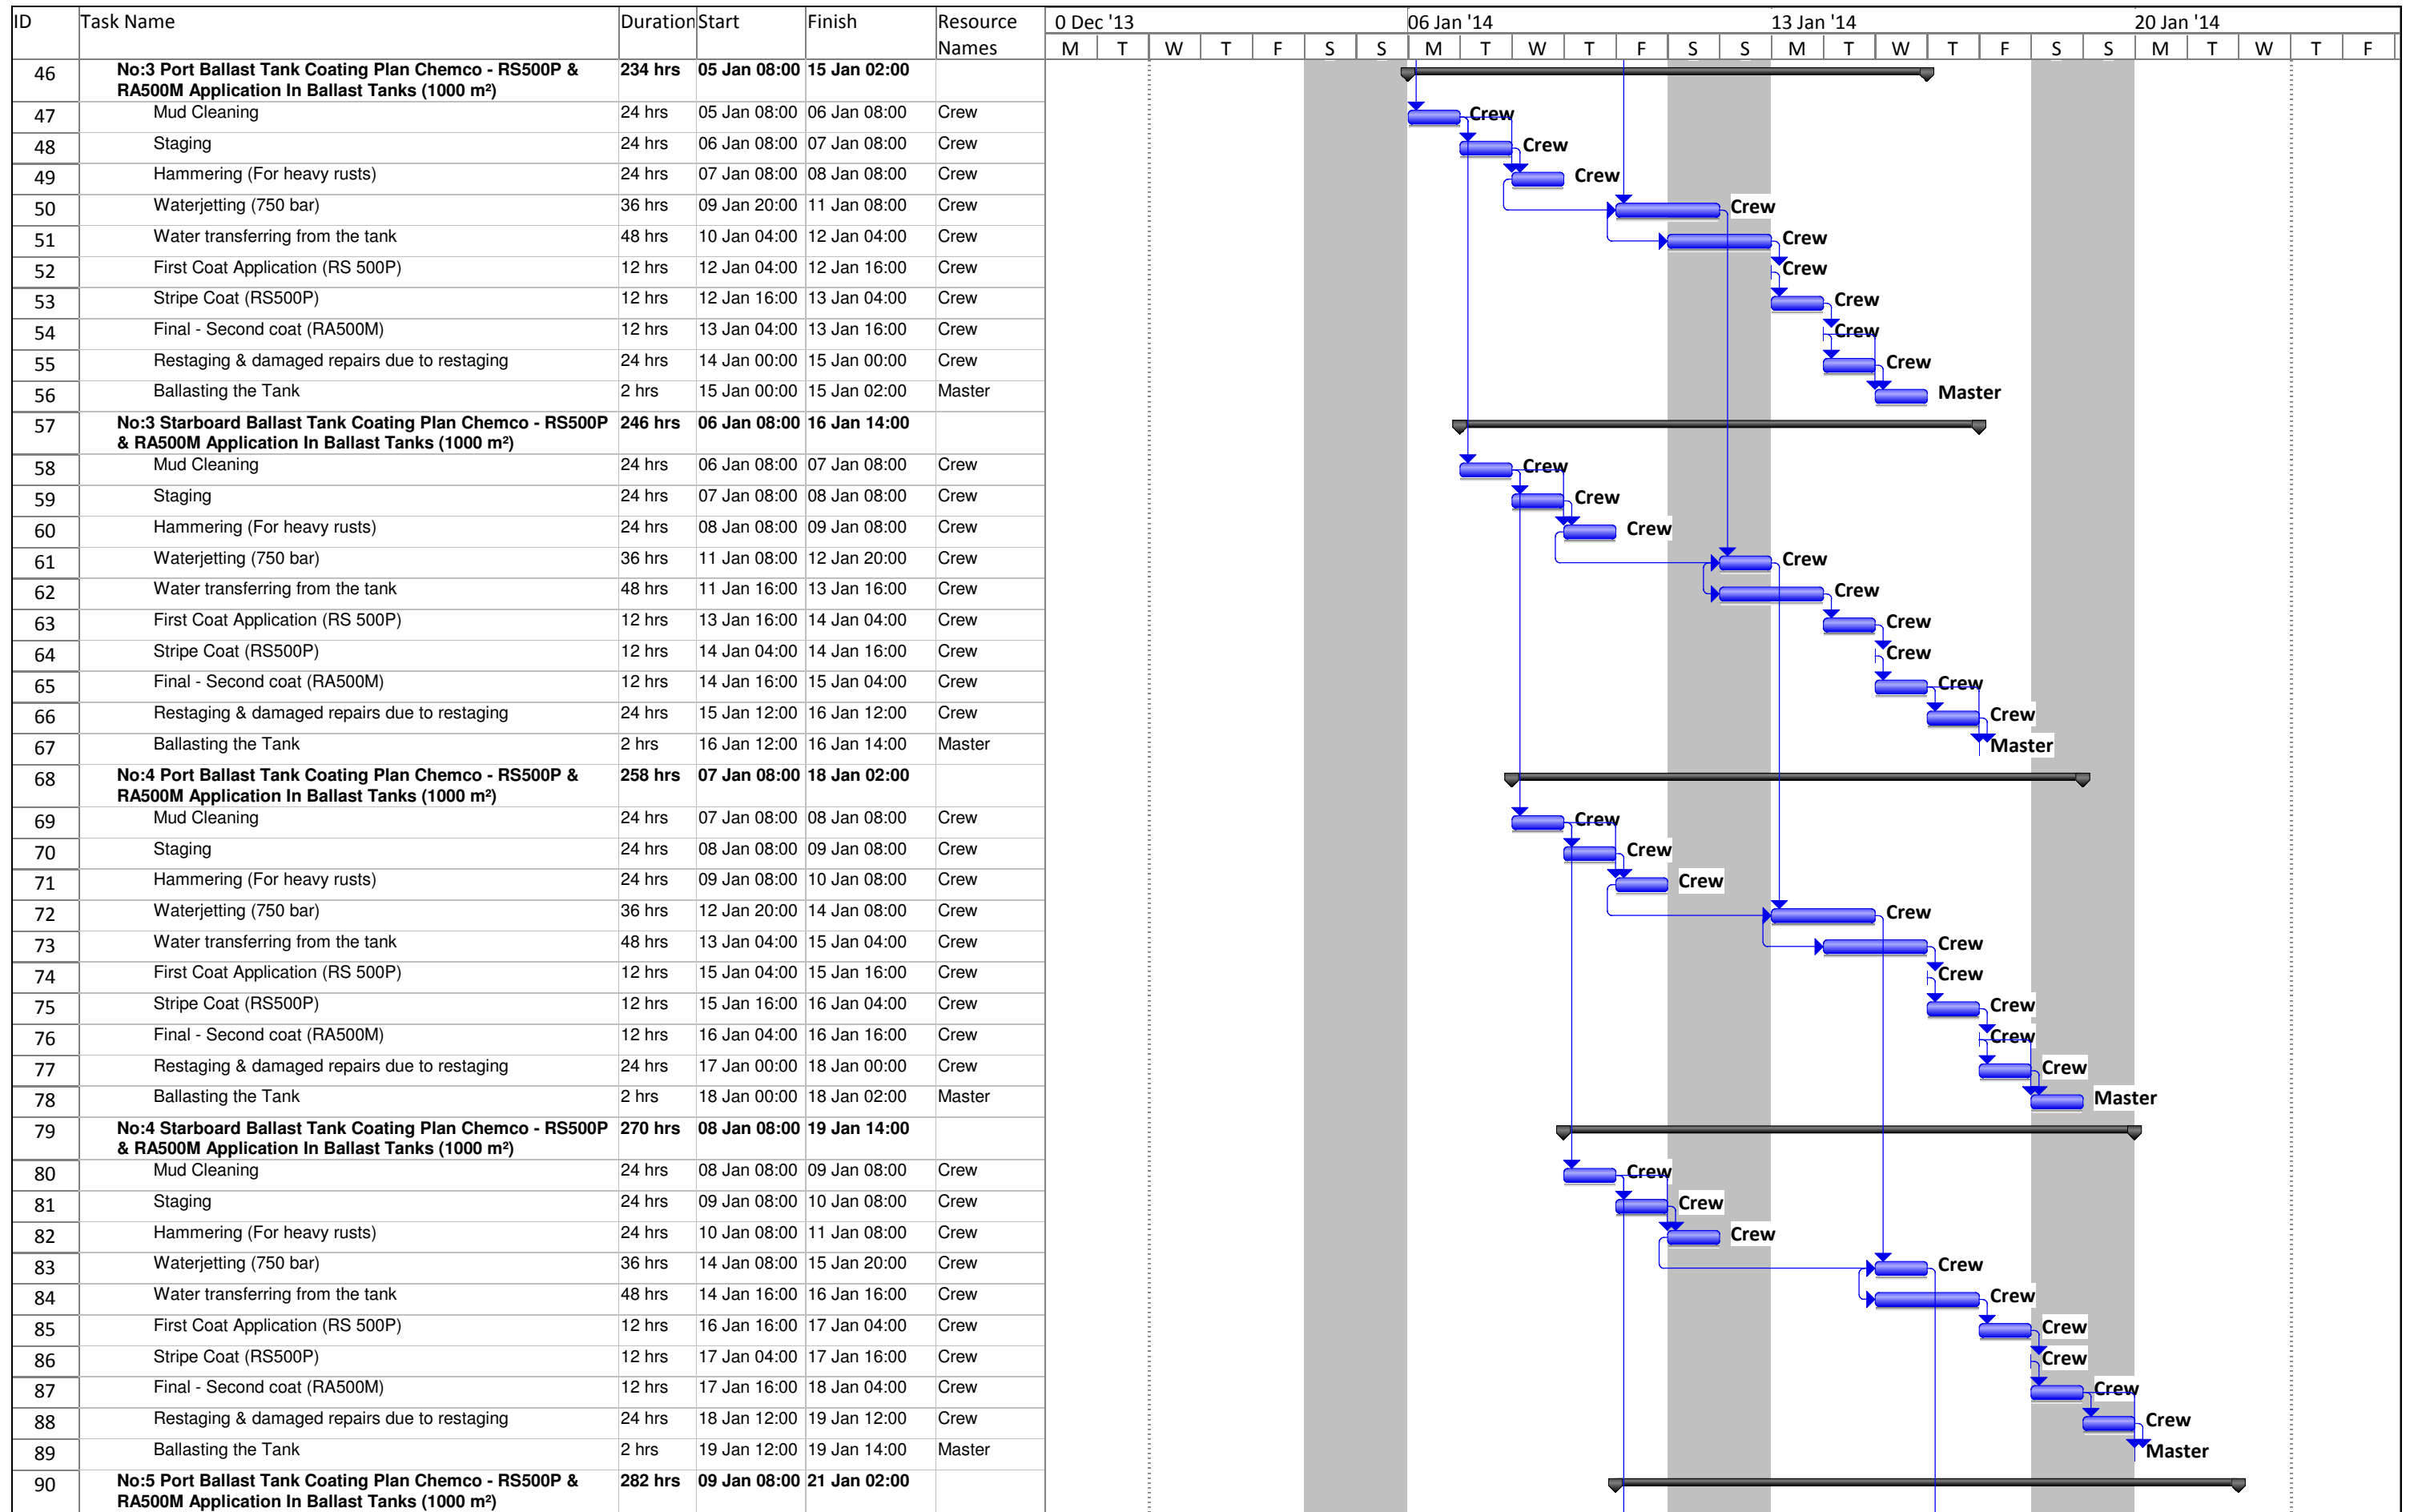 ID Task Name Duration Start Finish Resource Names 0 Dec '13 06 Jan '14 13 Jan '14 20 Jan '14
M T W T F S S M T W T F S S M T W T F S S M T W T F
46 No:3 Port Ballast Tank Coating Plan Chemco - RS500P & 234 hrs 05 Jan 08:00 15 Jan 02:00
RA500M Application In Ballast Tanks (1000 m²)
47 Mud Cleaning 24 hrs 05 Jan 08:00 06 Jan 08:00 Crew Crew
48 Staging 24 hrs 06 Jan 08:00 07 Jan 08:00 Crew Crew
49 Hammering (For heavy rusts) 24 hrs 07 Jan 08:00 08 Jan 08:00 Crew Crew
50 Waterjetting (750 bar) 36 hrs 09 Jan 20:00 11 Jan 08:00 Crew Crew
51 Water transferring from the tank 48 hrs 10 Jan 04:00 12 Jan 04:00 Crew Crew
52 First Coat Application (RS 500P) 12 hrs 12 Jan 04:00 12 Jan 16:00 Crew Crew
53 Stripe Coat (RS500P) 12 hrs 12 Jan 16:00 13 Jan 04:00 Crew Crew
54 Final - Second coat (RA500M) 12 hrs 13 Jan 04:00 13 Jan 16:00 Crew Crew
55 Restaging & damaged repairs due to restaging 24 hrs 14 Jan 00:00 15 Jan 00:00 Crew Crew
56 Ballasting the Tank 2 hrs 15 Jan 00:00 15 Jan 02:00 Master Master
57 No:3 Starboard Ballast Tank Coating Plan Chemco - RS500P 246 hrs 06 Jan 08:00 16 Jan 14:00
& RA500M Application In Ballast Tanks (1000 m²)
58 Mud Cleaning 24 hrs 06 Jan 08:00 07 Jan 08:00 Crew Crew
59 Staging 24 hrs 07 Jan 08:00 08 Jan 08:00 Crew Crew
60 Hammering (For heavy rusts) 24 hrs 08 Jan 08:00 09 Jan 08:00 Crew Crew
61 Waterjetting (750 bar) 36 hrs 11 Jan 08:00 12 Jan 20:00 Crew Crew
62 Water transferring from the tank 48 hrs 11 Jan 16:00 13 Jan 16:00 Crew Crew
63 First Coat Application (RS 500P) 12 hrs 13 Jan 16:00 14 Jan 04:00 Crew Crew
64 Stripe Coat (RS500P) 12 hrs 14 Jan 04:00 14 Jan 16:00 Crew Crew
65 Final - Second coat (RA500M) 12 hrs 14 Jan 16:00 15 Jan 04:00 Crew Crew
66 Restaging & damaged repairs due to restaging 24 hrs 15 Jan 12:00 16 Jan 12:00 Crew Crew
67 Ballasting the Tank 2 hrs 16 Jan 12:00 16 Jan 14:00 Master Master
68 No:4 Port Ballast Tank Coating Plan Chemco - RS500P & 258 hrs 07 Jan 08:00 18 Jan 02:00
RA500M Application In Ballast Tanks (1000 m²)
69 Mud Cleaning 24 hrs 07 Jan 08:00 08 Jan 08:00 Crew Crew
70 Staging 24 hrs 08 Jan 08:00 09 Jan 08:00 Crew Crew
71 Hammering (For heavy rusts) 24 hrs 09 Jan 08:00 10 Jan 08:00 Crew Crew
72 Waterjetting (750 bar) 36 hrs 12 Jan 20:00 14 Jan 08:00 Crew Crew
73 Water transferring from the tank 48 hrs 13 Jan 04:00 15 Jan 04:00 Crew Crew
74 First Coat Application (RS 500P) 12 hrs 15 Jan 04:00 15 Jan 16:00 Crew Crew
75 Stripe Coat (RS500P) 12 hrs 15 Jan 16:00 16 Jan 04:00 Crew Crew
76 Final - Second coat (RA500M) 12 hrs 16 Jan 04:00 16 Jan 16:00 Crew Crew
77 Restaging & damaged repairs due to restaging 24 hrs 17 Jan 00:00 18 Jan 00:00 Crew Crew
78 Ballasting the Tank 2 hrs 18 Jan 00:00 18 Jan 02:00 Master Master
79 No:4 Starboard Ballast Tank Coating Plan Chemco - RS500P 270 hrs 08 Jan 08:00 19 Jan 14:00
& RA500M Application In Ballast Tanks (1000 m²)
80 Mud Cleaning 24 hrs 08 Jan 08:00 09 Jan 08:00 Crew Crew
81 Staging 24 hrs 09 Jan 08:00 10 Jan 08:00 Crew Crew
82 Hammering (For heavy rusts) 24 hrs 10 Jan 08:00 11 Jan 08:00 Crew Crew
83 Waterjetting (750 bar) 36 hrs 14 Jan 08:00 15 Jan 20:00 Crew Crew
84 Water transferring from the tank 48 hrs 14 Jan 16:00 16 Jan 16:00 Crew Crew
85 First Coat Application (RS 500P) 12 hrs 16 Jan 16:00 17 Jan 04:00 Crew Crew
86 Stripe Coat (RS500P) 12 hrs 17 Jan 04:00 17 Jan 16:00 Crew Crew
87 Final - Second coat (RA500M) 12 hrs 17 Jan 16:00 18 Jan 04:00 Crew Crew
88 Restaging & damaged repairs due to restaging 24 hrs 18 Jan 12:00 19 Jan 12:00 Crew Crew
89 Ballasting the Tank 2 hrs 19 Jan 12:00 19 Jan 14:00 Master Master
90 No:5 Port Ballast Tank Coating Plan Chemco - RS500P & 282 hrs 09 Jan 08:00 21 Jan 02:00
RA500M Application In Ballast Tanks (1000 m²)